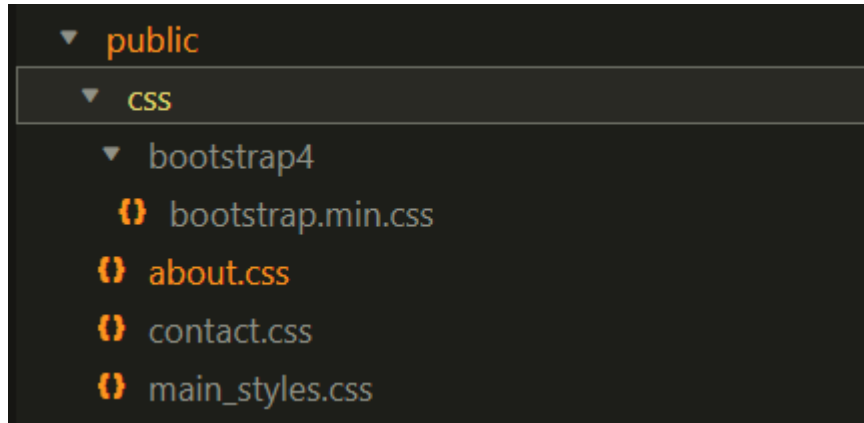 public
css
bootstrap4
{} bootstrap.min.css
{} about.css
{} contact.css
{} main_styles.css